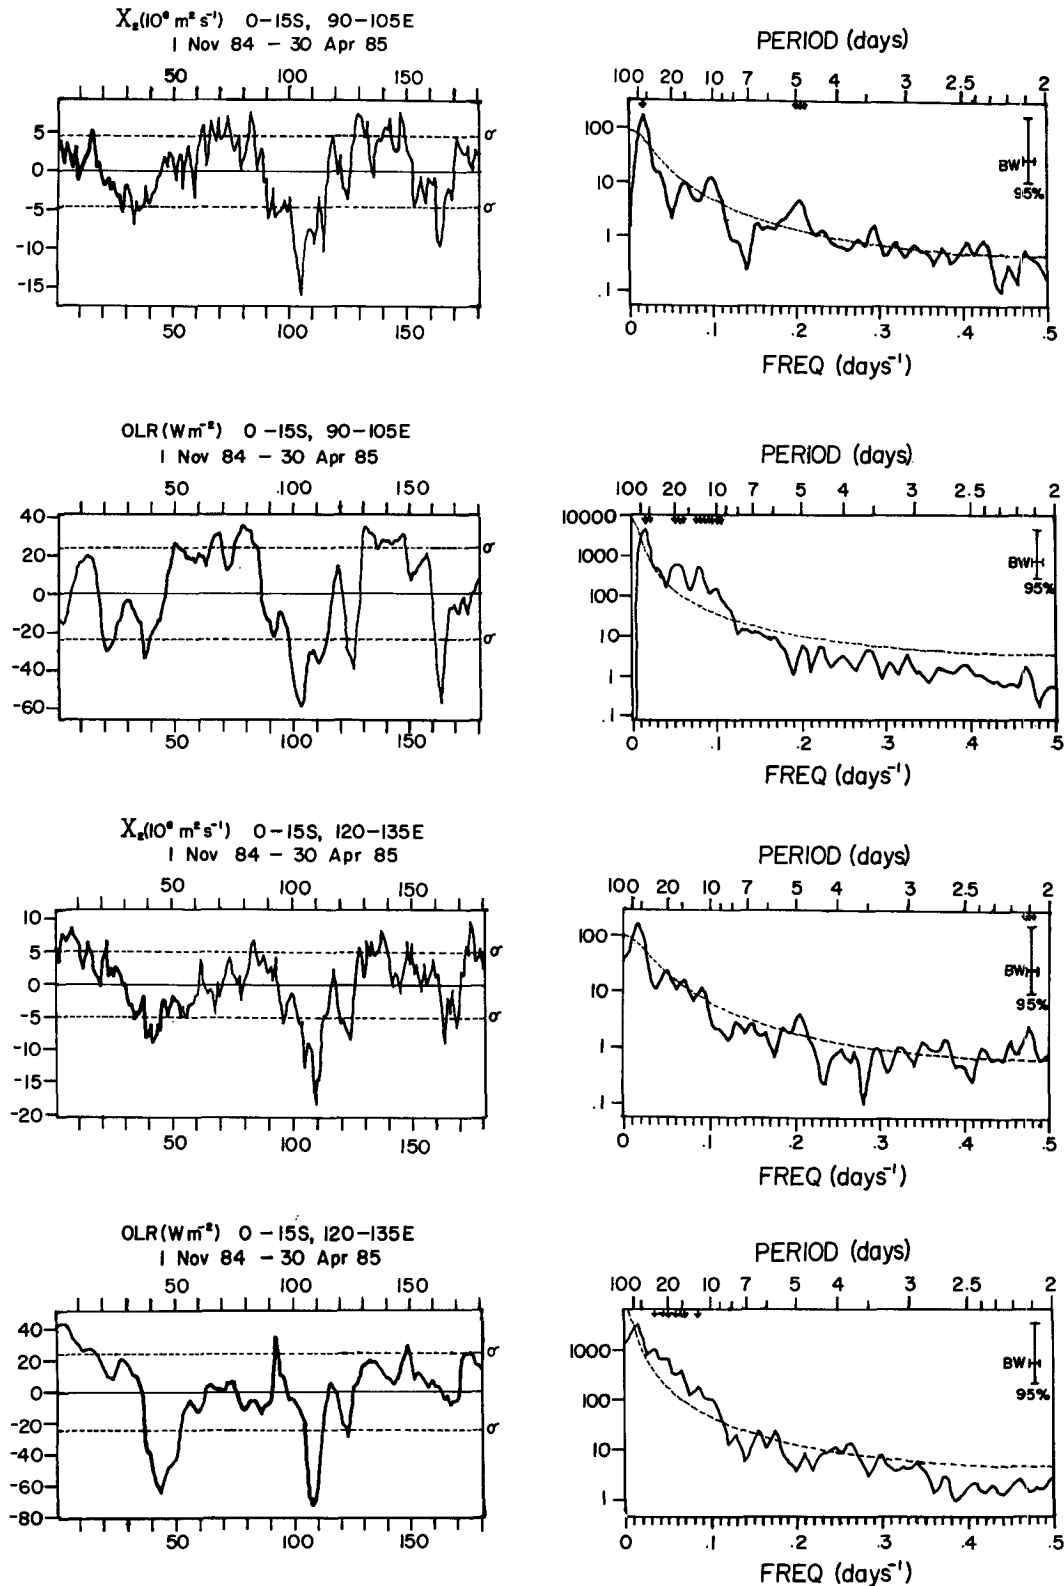 X₂(10⁶ m² s⁻¹) 0-15S, 90-105E
1 Nov 84 - 30 Apr 85
50 100 150
5
0
-5
-10
-15
σ
σ
50 100 150
PERIOD (days)
100 20 10 7 5 4 3 2.5 2
100
10
1
.1
BW
95%
0 .1 .2 .3 .4 .5
FREQ (days⁻¹)
OLR(Wm⁻²) 0-15S, 90-105E
1 Nov 84 - 30 Apr 85
50 100 150
40
20
0
-20
-40
-60
σ
σ
50 100 150
PERIOD (days)
100 20 10 7 5 4 3 2.5 2
10000
1000
100
10
1
.1
BW
95%
0 .1 .2 .3 .4 .5
FREQ (days⁻¹)
X₂(10⁶ m² s⁻¹) 0-15S, 120-135E
1 Nov 84 - 30 Apr 85
50 100 150
10
5
0
-5
-10
-15
-20
σ
σ
50 100 150
PERIOD (days)
100 20 10 7 5 4 3 2.5 2
100
10
1
.1
BW
95%
0 .1 .2 .3 .4 .5
FREQ (days⁻¹)
OLR(Wm⁻²) 0-15S, 120-135E
1 Nov 84 - 30 Apr 85
50 100 150
40
20
0
-20
-40
-60
-80
σ
σ
50 100 150
PERIOD (days)
100 20 10 7 5 4 3 2.5 2
1000
100
10
1
BW
95%
0 .1 .2 .3 .4 .5
FREQ (days⁻¹)